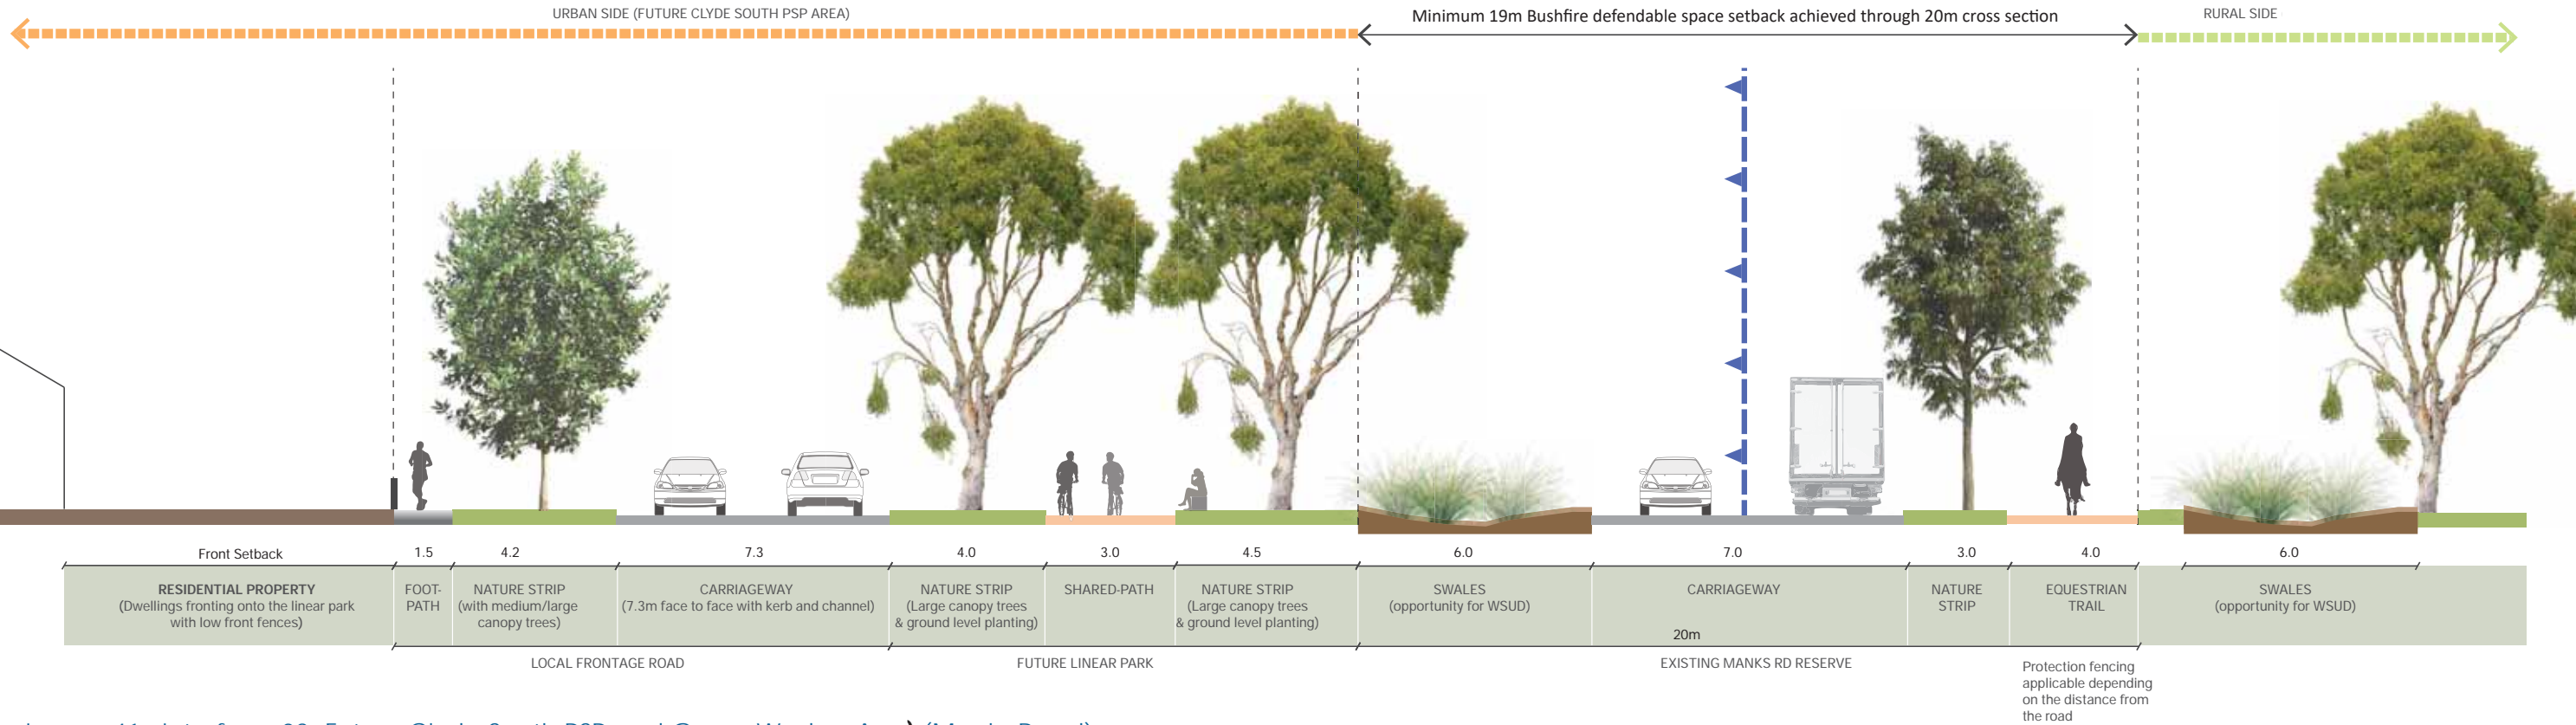 URBAN SIDE (FUTURE CLYDE SOUTH PSP AREA)
Minimum 19m Bushfire defendable space setback achieved through 20m cross section
RURAL SIDE
Front Setback
1.5
4.2
7.3
4.0
3.0
4.5
6.0
7.0
3.0
4.0
6.0
RESIDENTIAL PROPERTY
(Dwellings fronting onto the linear park
with low front fences)
FOOT-
PATH
NATURE STRIP
(with medium/large
canopy trees)
CARRIAGEWAY
(7.3m face to face with kerb and channel)
NATURE STRIP
(Large canopy trees
& ground level planting)
SHARED-PATH
NATURE STRIP
(Large canopy trees
& ground level planting)
SWALES
(opportunity for WSUD)
CARRIAGEWAY
20m
NATURE
STRIP
EQUESTRIAN
TRAIL
SWALES
(opportunity for WSUD)
LOCAL FRONTAGE ROAD
FUTURE LINEAR PARK
EXISTING MANKS RD RESERVE
Protection fencing
applicable depending
on the distance from
the road